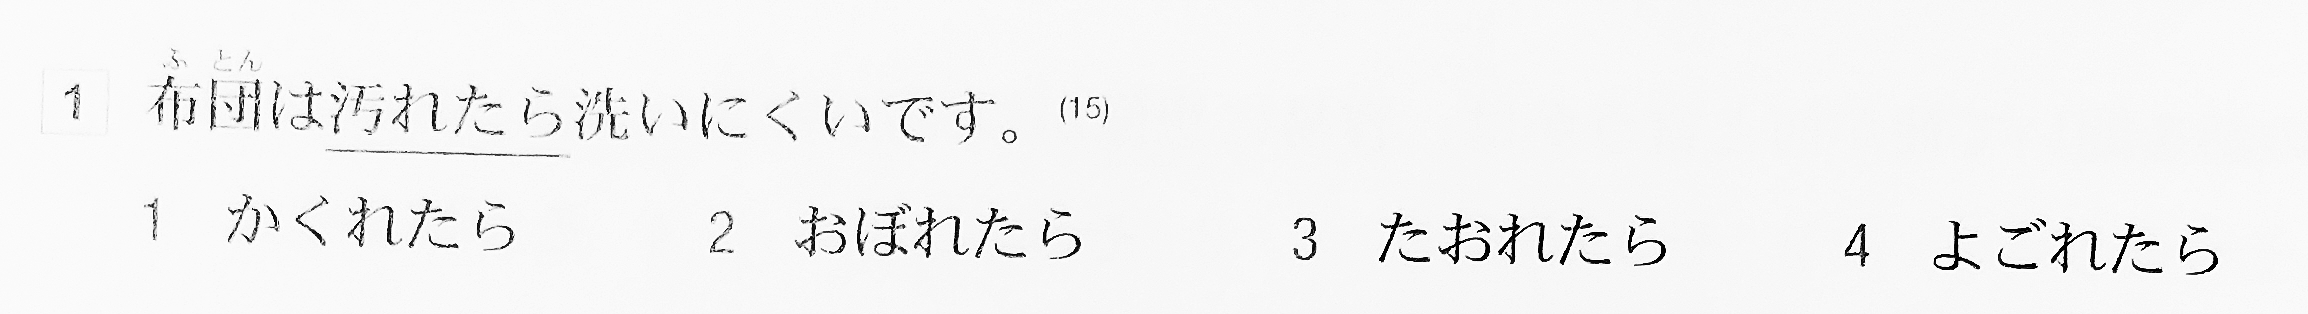 ふ とん
1 布団は汚れたら洗いにくいです。(15)
1 かくれたら 2 おぼれたら 3 たおれたら 4 よごれたら